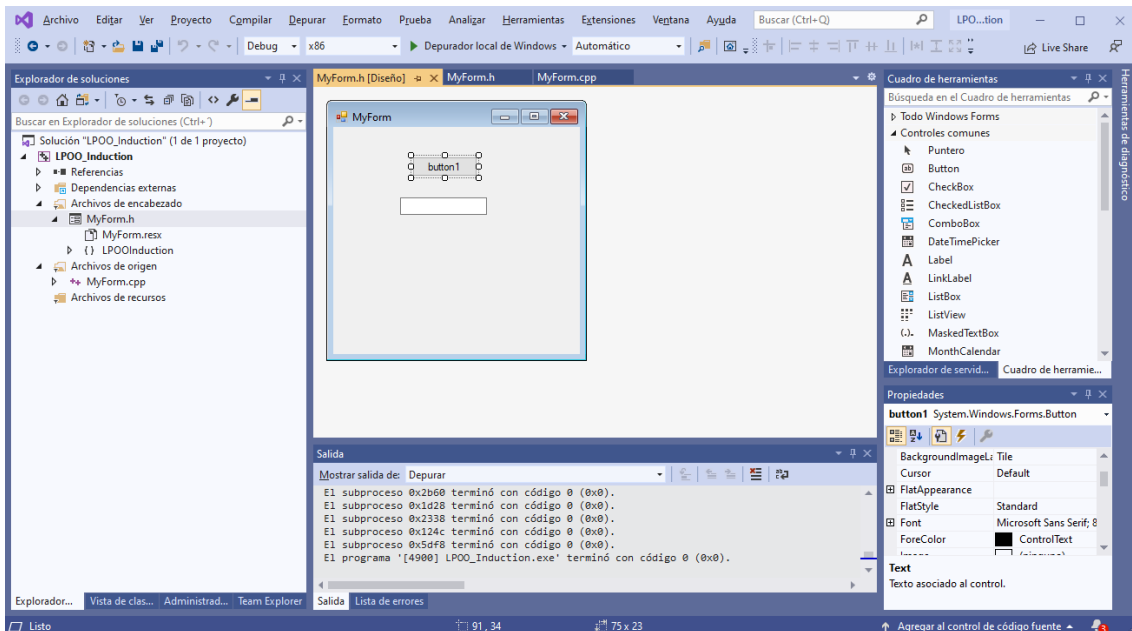 Archivo Editar Ver Proyecto Compilar Depurar Formato Prueba Analizar Herramientas Extensiones Ventana Ayuda Buscar (Ctrl+Q) LPO...tion
Debug x86 Depurador local de Windows Automático Live Share
Explorador de soluciones
Buscar en Explorador de soluciones (Ctrl+´)
Solución "LPOO_Induction" (1 de 1 proyecto)
LPOO_Induction
Referencias
Dependencias externas
Archivos de encabezado
MyForm.h
MyForm.resx
{ } LPOOInduction
Archivos de origen
++ MyForm.cpp
Archivos de recursos
Explorador... Vista de clas... Administrad... Team Explorer
MyForm.h [Diseño] MyForm.h MyForm.cpp
MyForm
button1
Salida
Mostrar salida de: Depurar
El subproceso 0x2b60 terminó con código 0 (0x0).
El subproceso 0x1d28 terminó con código 0 (0x0).
El subproceso 0x2338 terminó con código 0 (0x0).
El subproceso 0x124c terminó con código 0 (0x0).
El subproceso 0x5df8 terminó con código 0 (0x0).
El programa '[4900] LPOO_Induction.exe' terminó con código 0 (0x0).
Salida Lista de errores
Cuadro de herramientas
Búsqueda en el Cuadro de herramientas
Todo Windows Forms
Controles comunes
Puntero
Button
CheckBox
CheckedListBox
ComboBox
DateTimePicker
Label
LinkLabel
ListBox
ListView
MaskedTextBox
MonthCalendar
Explorador de servid... Cuadro de herramie...
Herramientas de diagnóstico
Propiedades
button1 System.Windows.Forms.Button
BackgroundImageLa Tile
Cursor Default
FlatAppearance
FlatStyle Standard
Font Microsoft Sans Serif; 8
ForeColor ControlText
Text
Texto asociado al control.
Listo 91 , 34 75 x 23 Agregar al control de código fuente 3